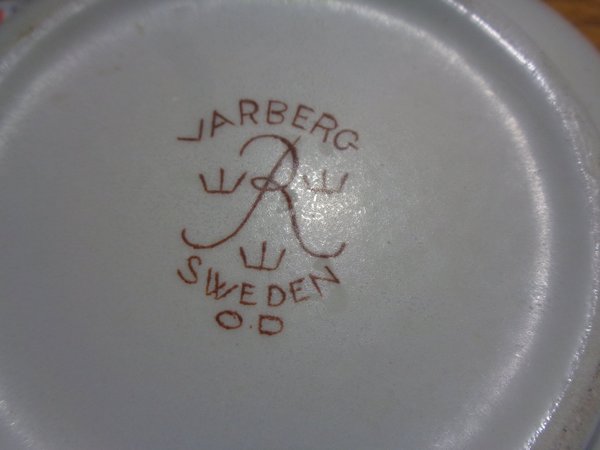 VARBERG
R
SWEDEN
O.D